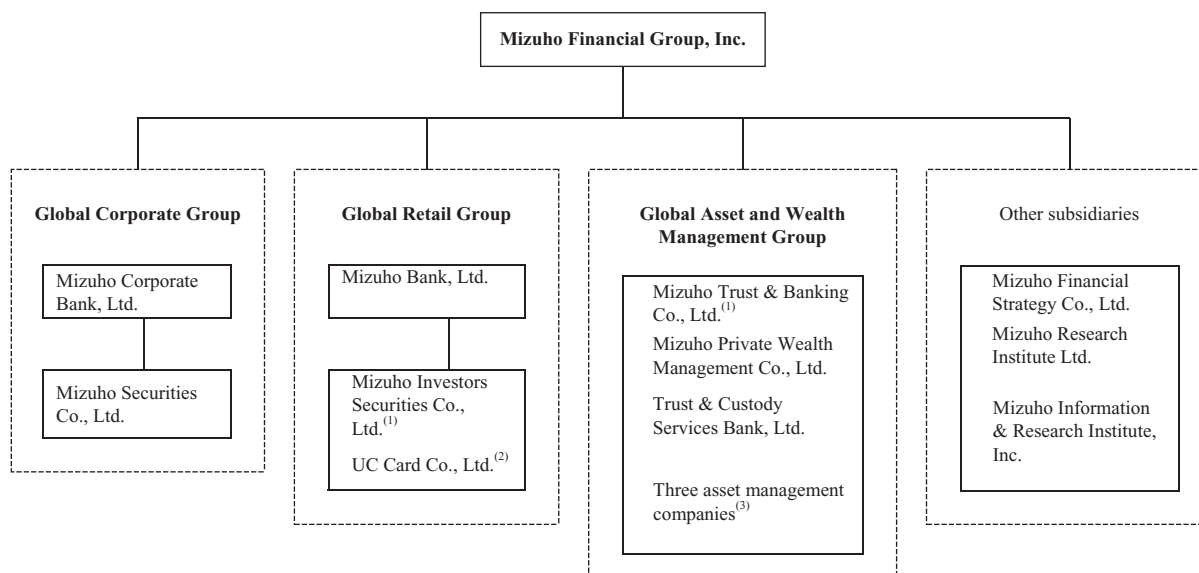 Mizuho Financial Group, Inc.
Global Corporate Group
Mizuho Corporate
Bank, Ltd.
Mizuho Securities
Co., Ltd.
Global Retail Group
Mizuho Bank, Ltd.
Mizuho Investors
Securities Co.,
Ltd.(1)
UC Card Co., Ltd.(2)
Global Asset and Wealth
Management Group
Mizuho Trust & Banking
Co., Ltd.(1)
Mizuho Private Wealth
Management Co., Ltd.
Trust & Custody
Services Bank, Ltd.
Three asset management
companies(3)
Other subsidiaries
Mizuho Financial
Strategy Co., Ltd.
Mizuho Research
Institute Ltd.
Mizuho Information
& Research Institute,
Inc.